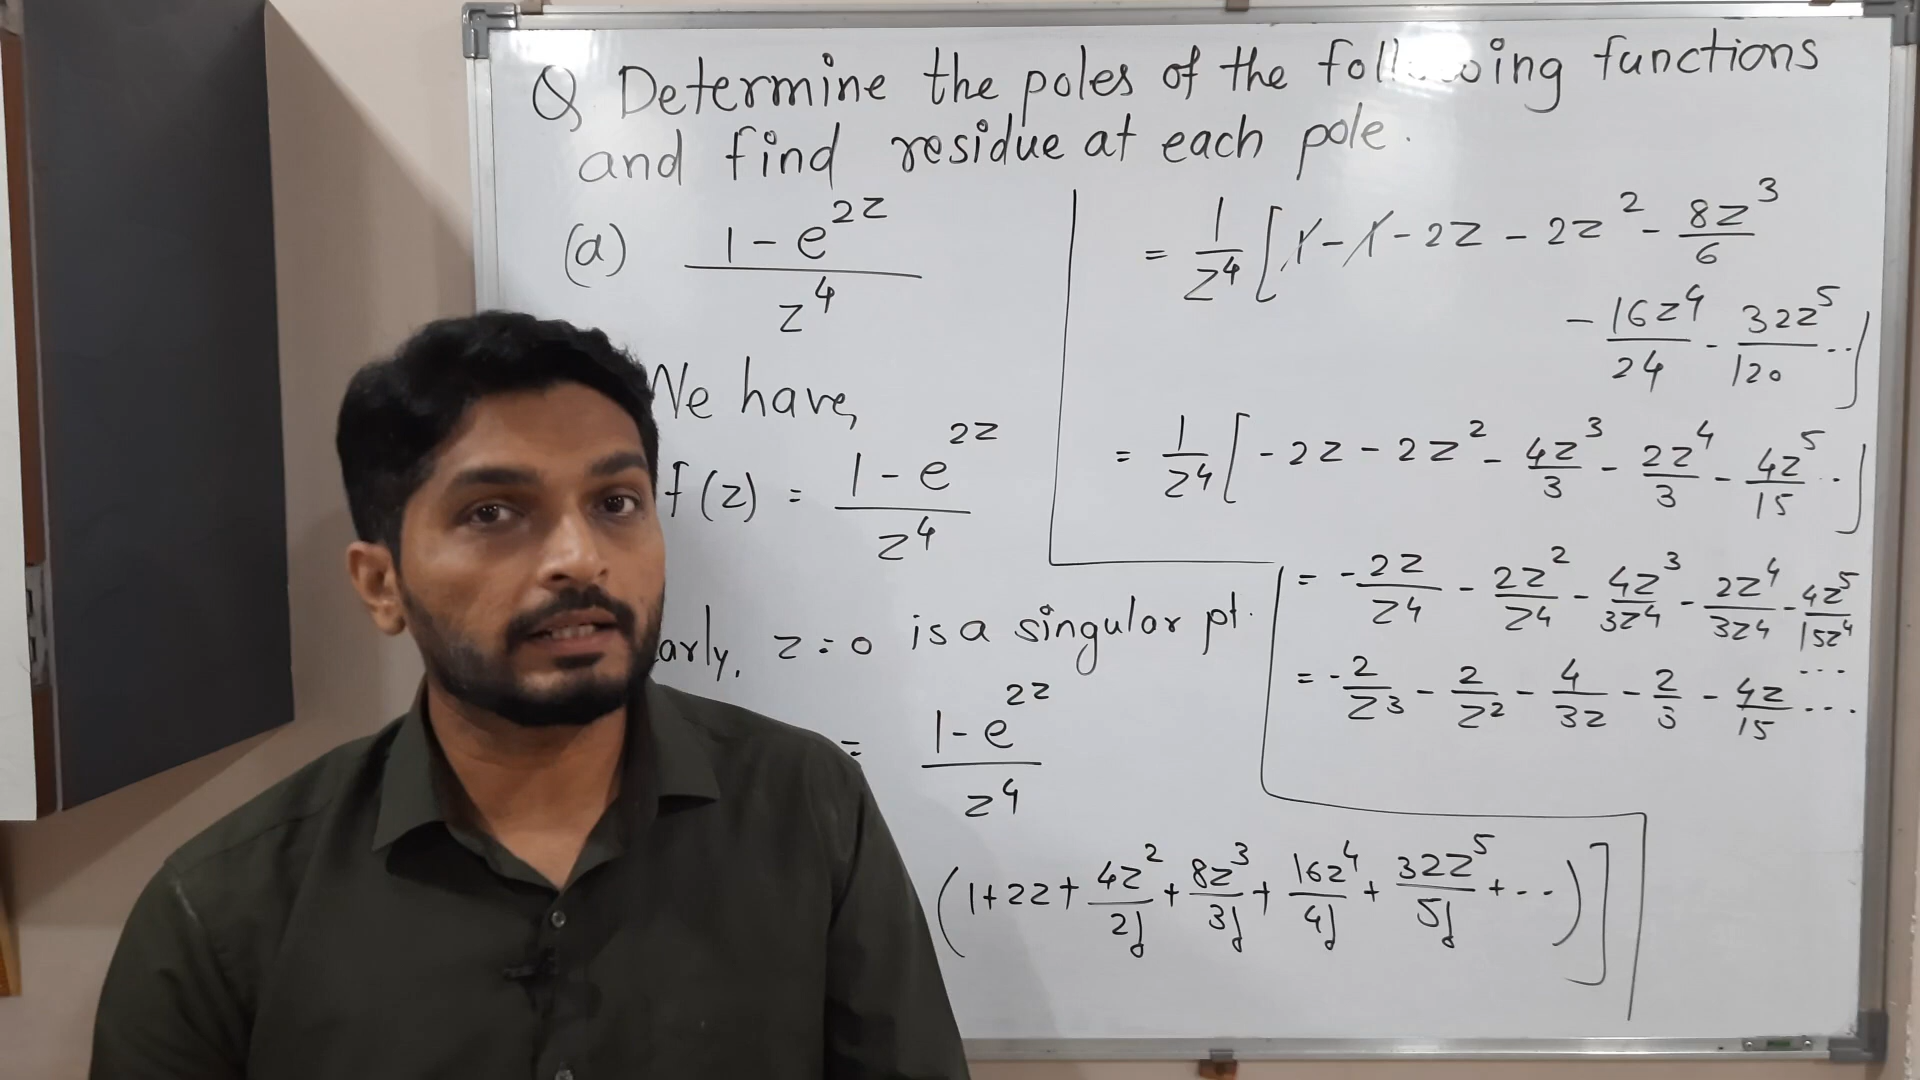 Q Determine the poles of the following functions
and find residue at each pole.
(a) 1 - e^2z / z^4
We have,
f(z) = 1 - e^2z / z^4
z = 0 is a singular pt.
= 1 - e^2z / z^4
(1 + 2z + 4z^2/2! + 8z^3/3! + 16z^4/4! + 32z^5/5! + ..)]
= 1/z^4 [1 - 1 - 2z - 2z^2 - 8z^3/6
- 16z^4/24 - 32z^5/120 ..]
= 1/z^4 [- 2z - 2z^2 - 4z^3/3 - 2z^4/3 - 4z^5/15 ..]
= - 2z/z^4 - 2z^2/z^4 - 4z^3/3z^4 - 2z^4/3z^4 - 4z^5/15z^4 ...
= - 2/z^3 - 2/z^2 - 4/3z - 2/3 - 4z/15 ...